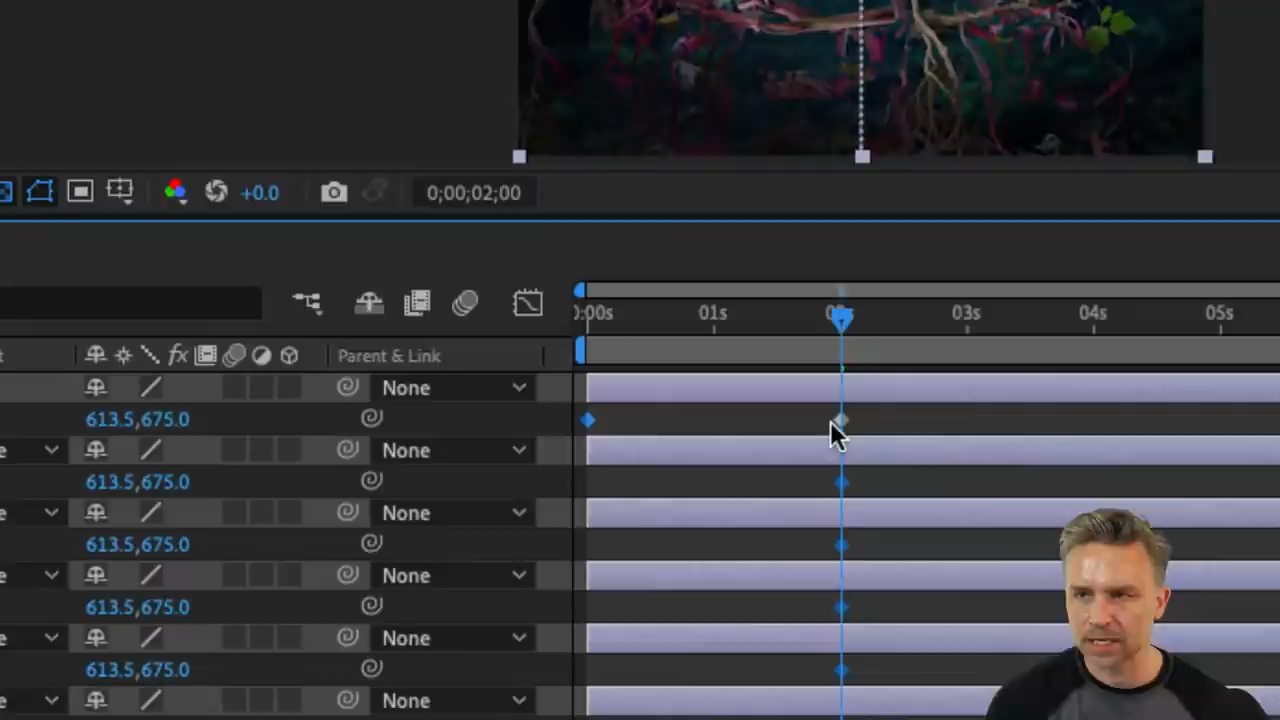 +0.0 0;00;02;00
0:00s 01s 03s 04s 05s
t fx Parent & Link
None
613.5,675.0
e None
613.5,675.0
e None
613.5,675.0
e None
613.5,675.0
e None
613.5,675.0
e None